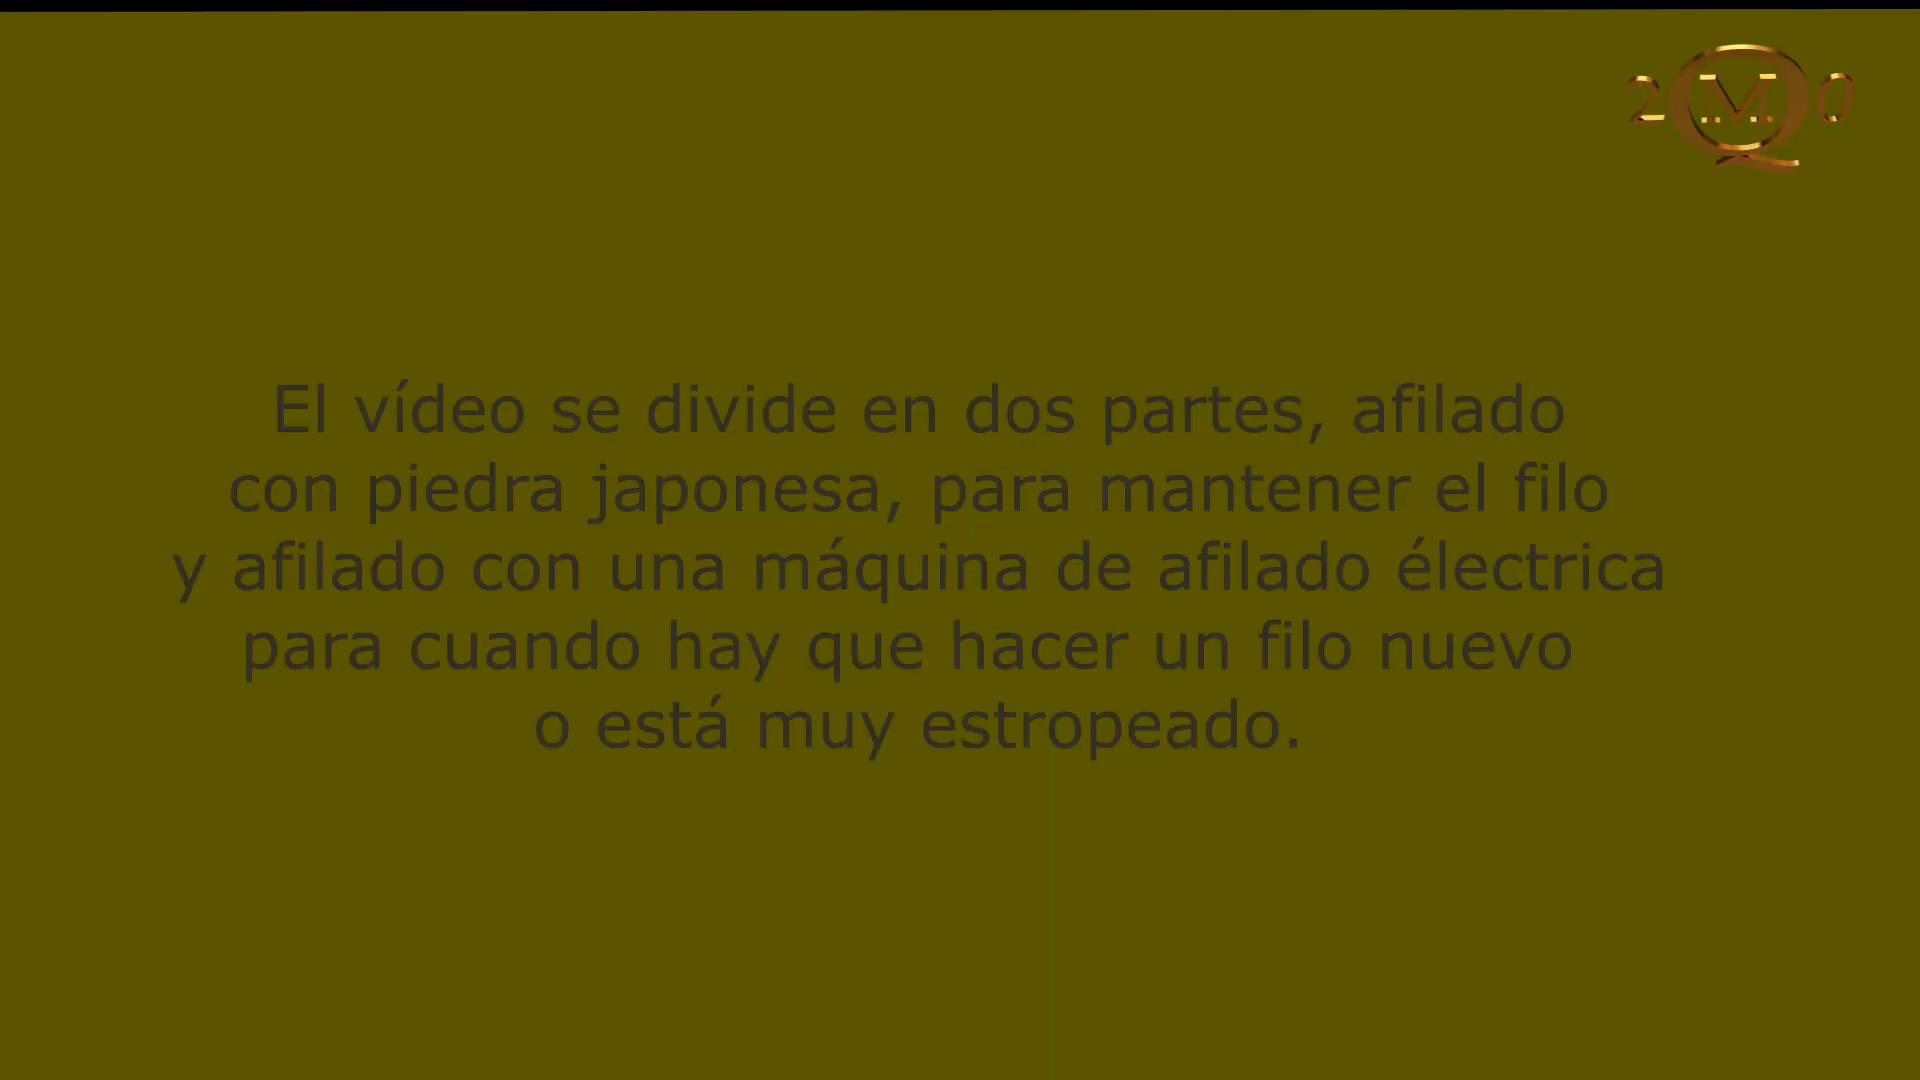 2QM0
El vídeo se divide en dos partes, afilado
con piedra japonesa, para mantener el filo
y afilado con una máquina de afilado électrica
para cuando hay que hacer un filo nuevo
o está muy estropeado.